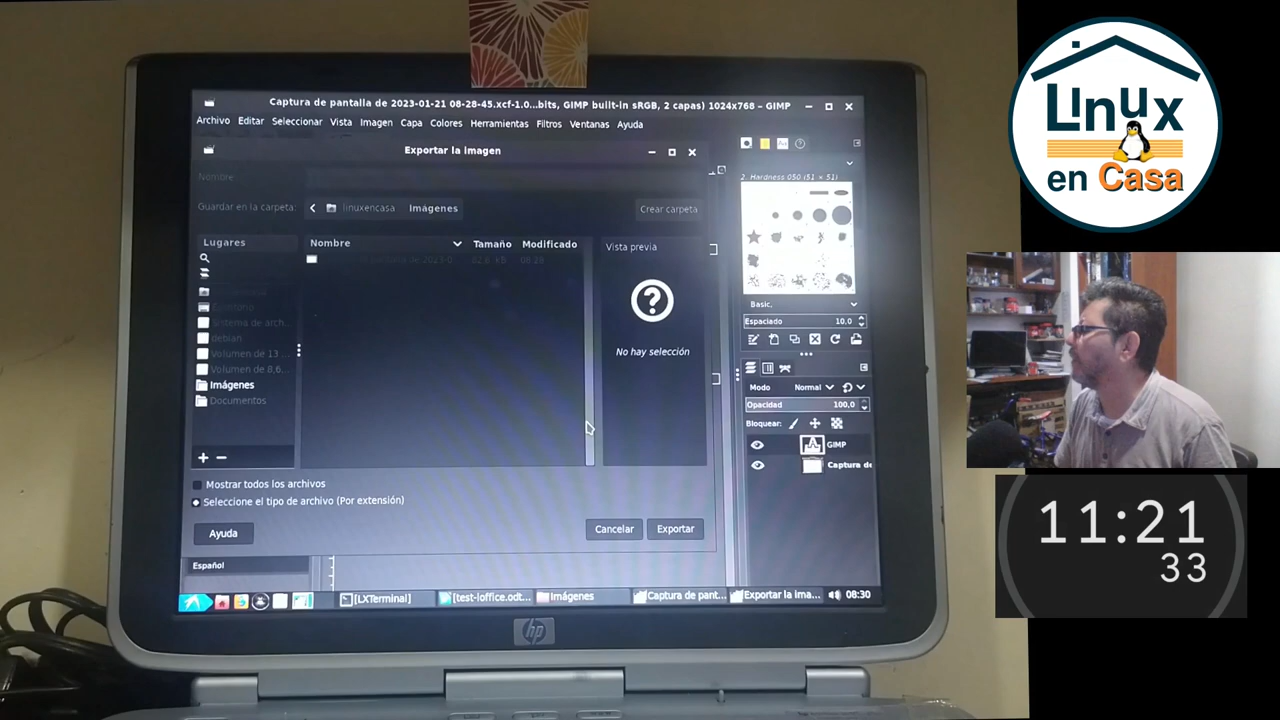 Captura de pantalla de 2023-01-21 08-28-45.xcf-1.0...bits, GIMP built-in sRGB, 2 capas) 1024x768 – GIMP
Archivo Editar Seleccionar Vista Imagen Capa Colores Herramientas Filtros Ventanas Ayuda
Exportar la imagen
Nombre
Guardar en la carpeta: linuxencasa Imágenes Crear carpeta
Lugares
Nombre Tamaño Modificado
Vista previa
Escritorio
Sistema de arch...
debian
Volumen de 13 ...
Volumen de 8,6...
Imágenes
Documentos
No hay selección
Mostrar todos los archivos
Seleccione el tipo de archivo (Por extensión)
Ayuda
Cancelar
Exportar
Español
2. Hardness 050 (51 × 51)
Basic,
Espaciado 10,0
Modo Normal
Opacidad 100,0
Bloquear:
GIMP
Captura de
[LXTerminal]
[test-loffice.odt...
Imágenes
Captura de pant...
Exportar la ima...
08:30
hp
Linux
en Casa
11:21
33